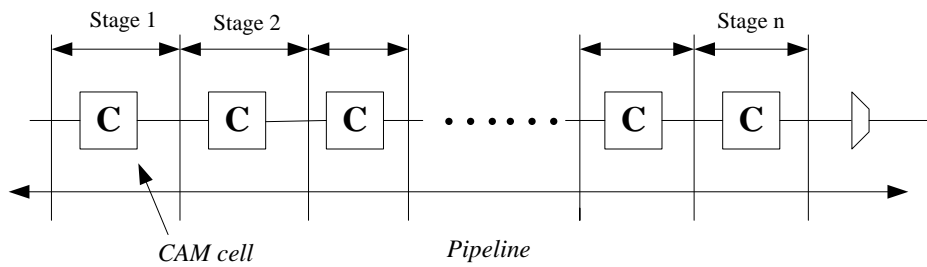 Stage 1
Stage 2
Stage n
C
C
C
C
C
CAM cell
Pipeline